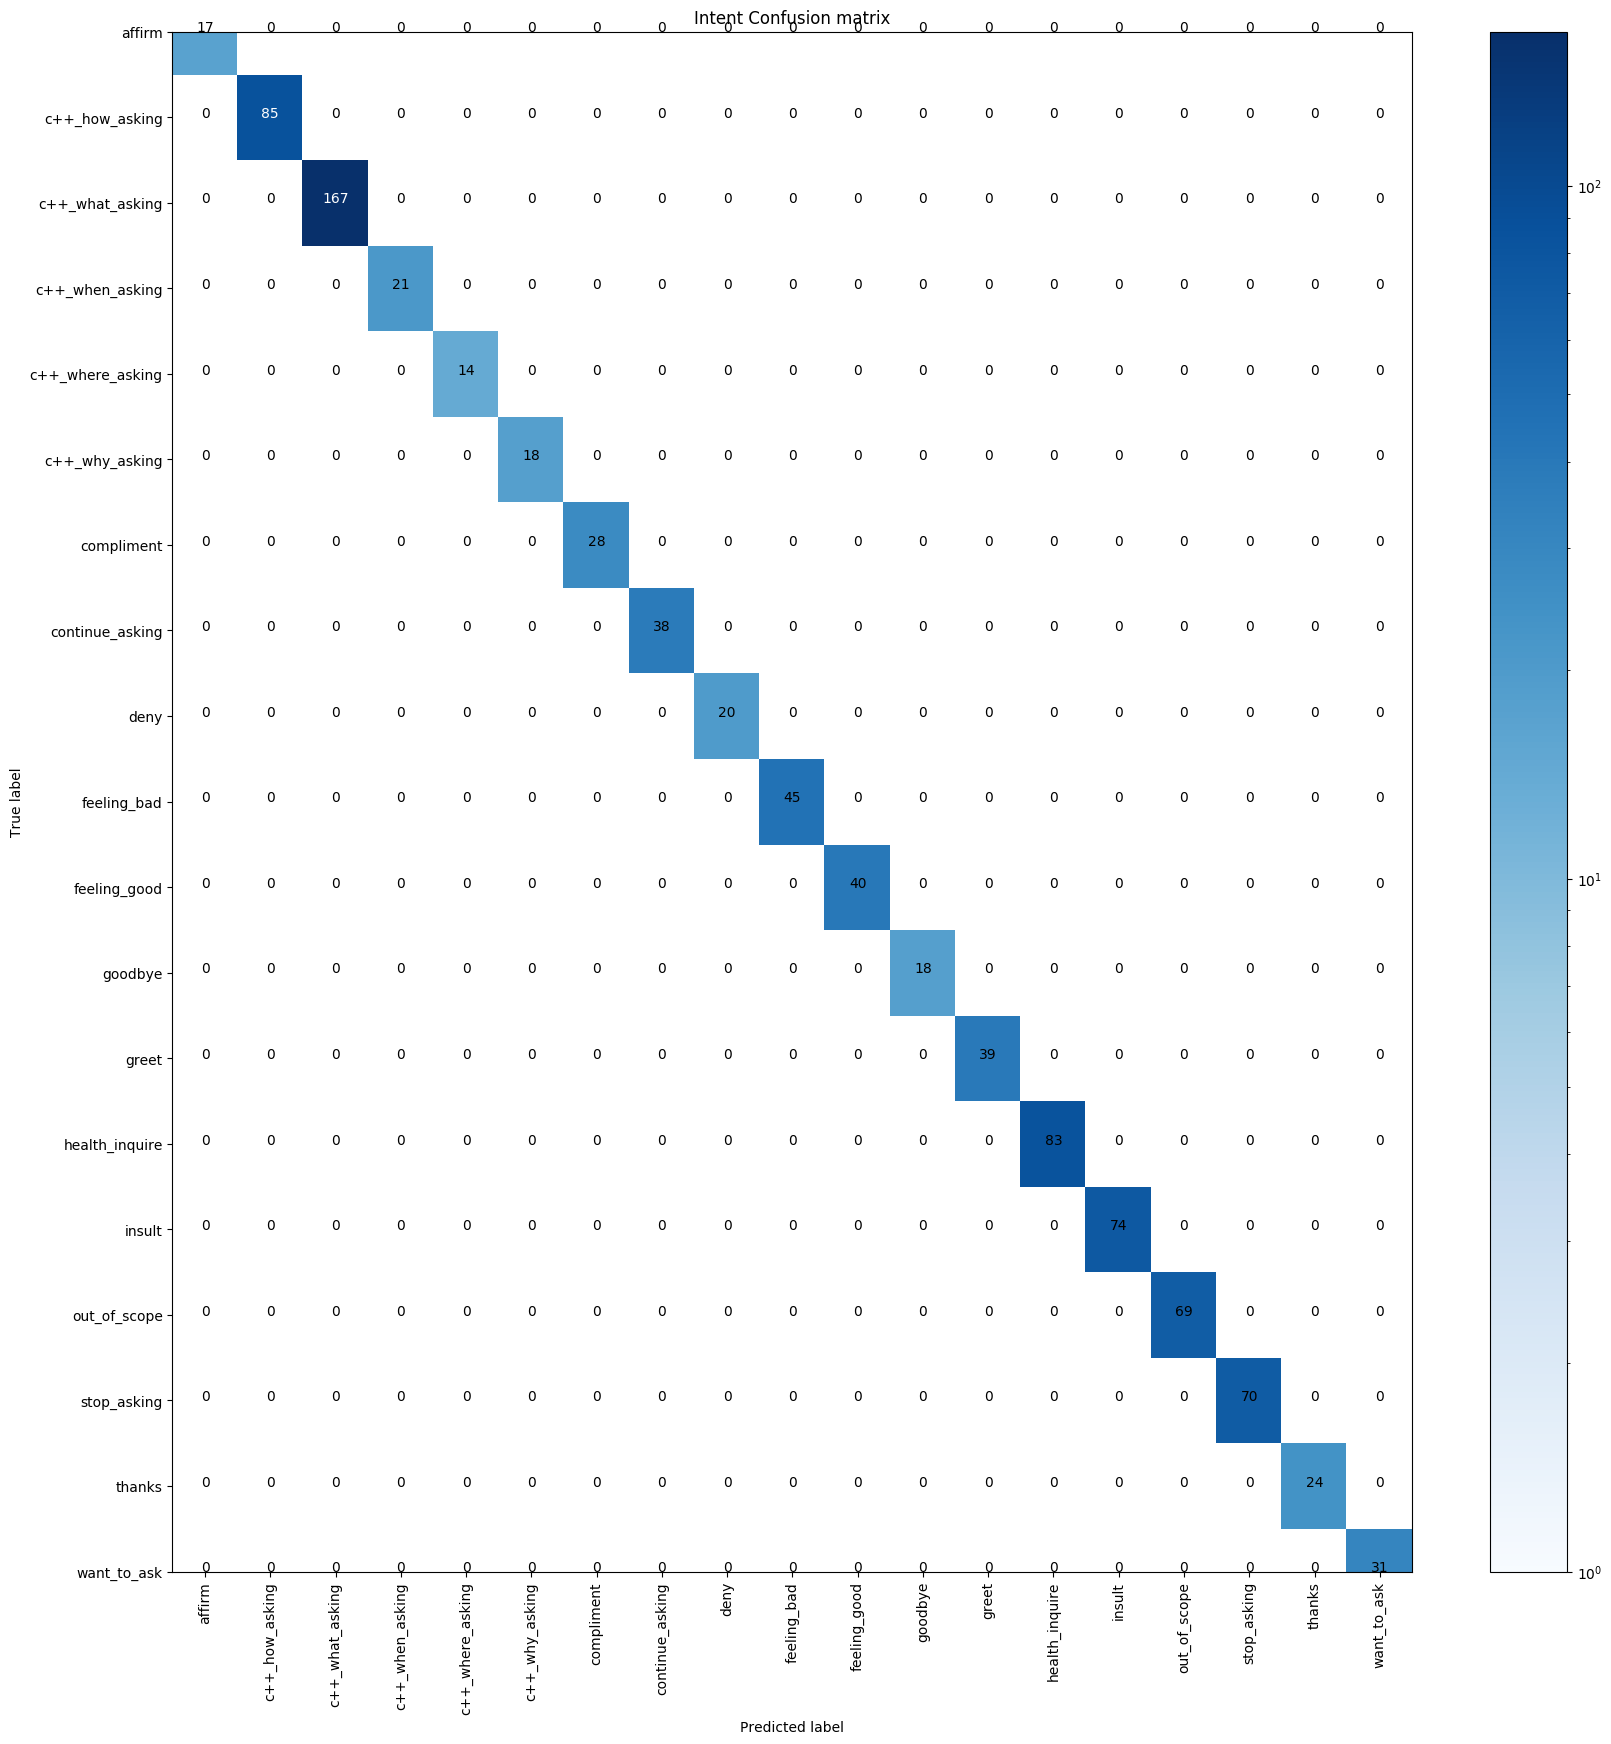 Intent Confusion matrix
affirm 17 0 0 0 0 0 0 0 0 0 0 0 0 0 0 0 0 0 0
c++_how_asking 0 85 0 0 0 0 0 0 0 0 0 0 0 0 0 0 0 0 0
c++_what_asking 0 0 167 0 0 0 0 0 0 0 0 0 0 0 0 0 0 0 0
c++_when_asking 0 0 0 21 0 0 0 0 0 0 0 0 0 0 0 0 0 0 0
c++_where_asking 0 0 0 0 14 0 0 0 0 0 0 0 0 0 0 0 0 0 0
c++_why_asking 0 0 0 0 0 18 0 0 0 0 0 0 0 0 0 0 0 0 0
compliment 0 0 0 0 0 0 28 0 0 0 0 0 0 0 0 0 0 0 0
continue_asking 0 0 0 0 0 0 0 38 0 0 0 0 0 0 0 0 0 0 0
deny 0 0 0 0 0 0 0 0 20 0 0 0 0 0 0 0 0 0 0
feeling_bad 0 0 0 0 0 0 0 0 0 45 0 0 0 0 0 0 0 0 0
feeling_good 0 0 0 0 0 0 0 0 0 0 40 0 0 0 0 0 0 0 0
goodbye 0 0 0 0 0 0 0 0 0 0 0 18 0 0 0 0 0 0 0
greet 0 0 0 0 0 0 0 0 0 0 0 0 39 0 0 0 0 0 0
health_inquire 0 0 0 0 0 0 0 0 0 0 0 0 0 83 0 0 0 0 0
insult 0 0 0 0 0 0 0 0 0 0 0 0 0 0 74 0 0 0 0
out_of_scope 0 0 0 0 0 0 0 0 0 0 0 0 0 0 0 69 0 0 0
stop_asking 0 0 0 0 0 0 0 0 0 0 0 0 0 0 0 0 70 0 0
thanks 0 0 0 0 0 0 0 0 0 0 0 0 0 0 0 0 0 24 0
want_to_ask 0 0 0 0 0 0 0 0 0 0 0 0 0 0 0 0 0 0 31
True label
affirm
c++_how_asking
c++_what_asking
c++_when_asking
c++_where_asking
c++_why_asking
compliment
continue_asking
deny
feeling_bad
feeling_good
goodbye
greet
health_inquire
insult
out_of_scope
stop_asking
thanks
want_to_ask
Predicted label
10²
10¹
10⁰